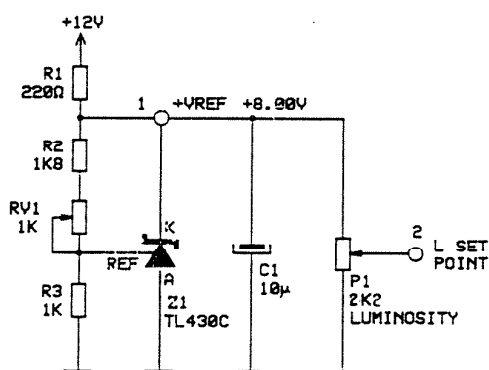 +12V
R1
220Ω
1 +VREF +8.00V
R2
1K8
RV1
1K
K
REF
A
Z1
TL430C
R3
1K
C1
10µ
2
L SET
POINT
P1
2K2
LUMINOSITY